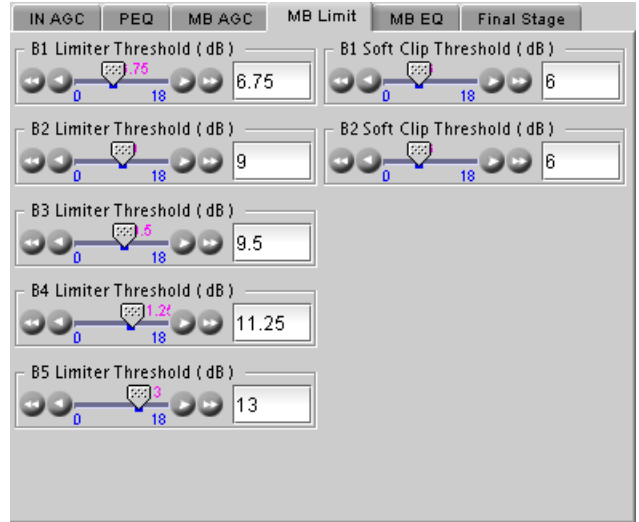 IN AGC PEQ MB AGC MB Limit MB EQ Final Stage
B1 Limiter Threshold ( dB ) B1 Soft Clip Threshold ( dB )
.75
0 18 6.75 0 18 6
B2 Limiter Threshold ( dB ) B2 Soft Clip Threshold ( dB )
0 18 9 0 18 6
B3 Limiter Threshold ( dB )
.5
0 18 9.5
B4 Limiter Threshold ( dB )
0 18 11.25
B5 Limiter Threshold ( dB )
3
0 18 13